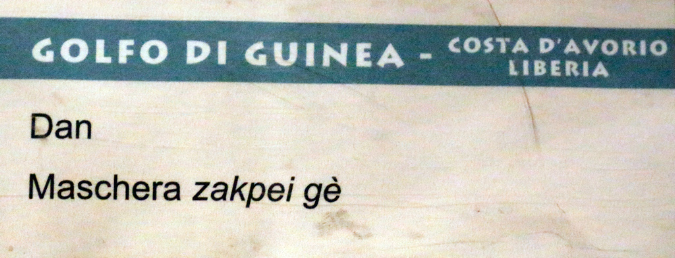 GOLFO DI GUINEA - COSTA D'AVORIO
LIBERIA
Dan
Maschera zakpei gè